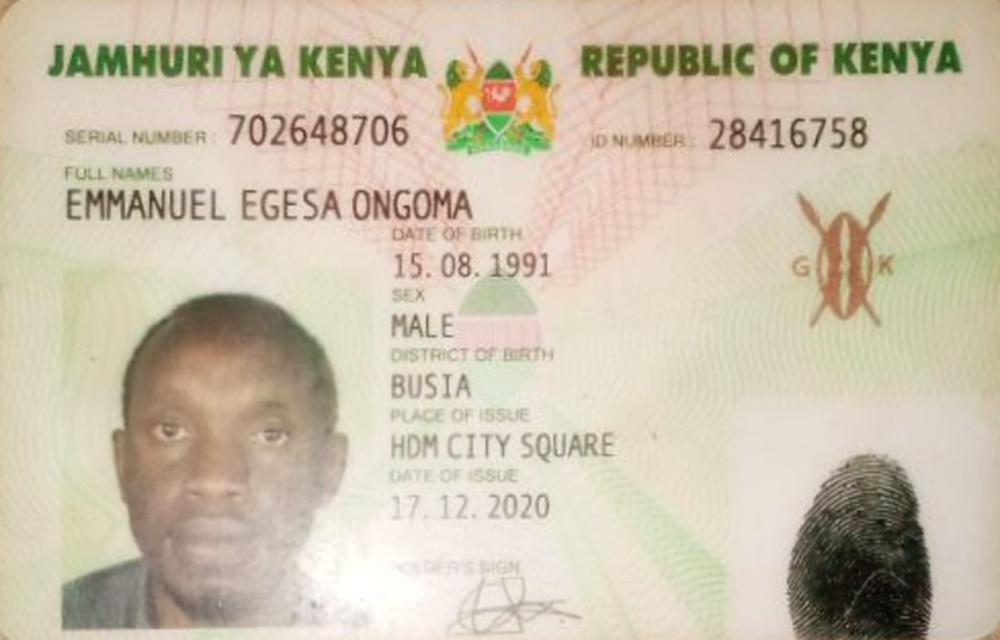 JAMHURI YA KENYA REPUBLIC OF KENYA
SERIAL NUMBER : 702648706 ID NUMBER : 28416758
FULL NAMES
EMMANUEL EGESA ONGOMA
DATE OF BIRTH
15.08.1991
SEX
MALE
DISTRICT OF BIRTH
BUSIA
PLACE OF ISSUE
HDM CITY SQUARE
DATE OF ISSUE
17.12.2020
HOLDER'S SIGN
G K